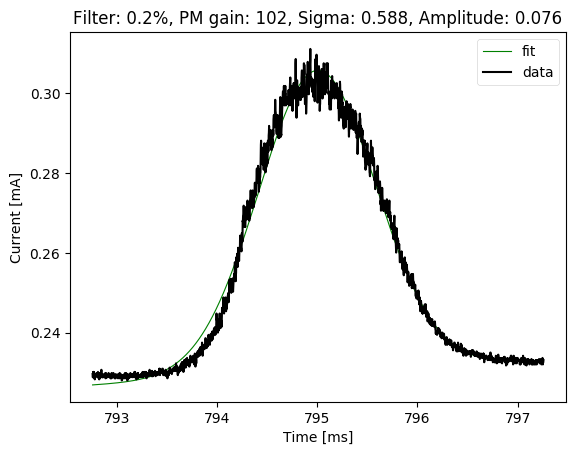 Filter: 0.2%, PM gain: 102, Sigma: 0.588, Amplitude: 0.076
fit
data
Current [mA]
0.30
0.28
0.26
0.24
793 794 795 796 797
Time [ms]